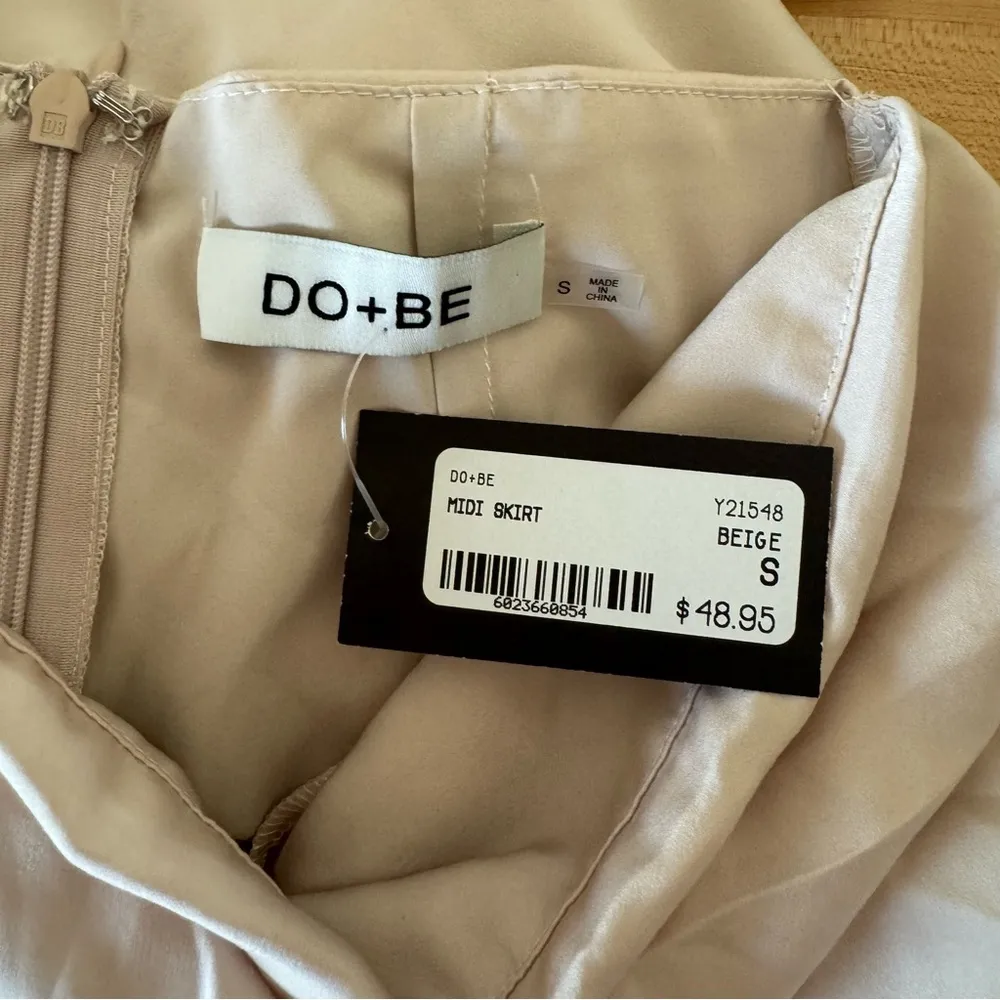 DB
DO+BE
S
MADE
IN
CHINA
DO+BE
MIDI SKIRT
Y21548
BEIGE
S
6023660854
$48.95